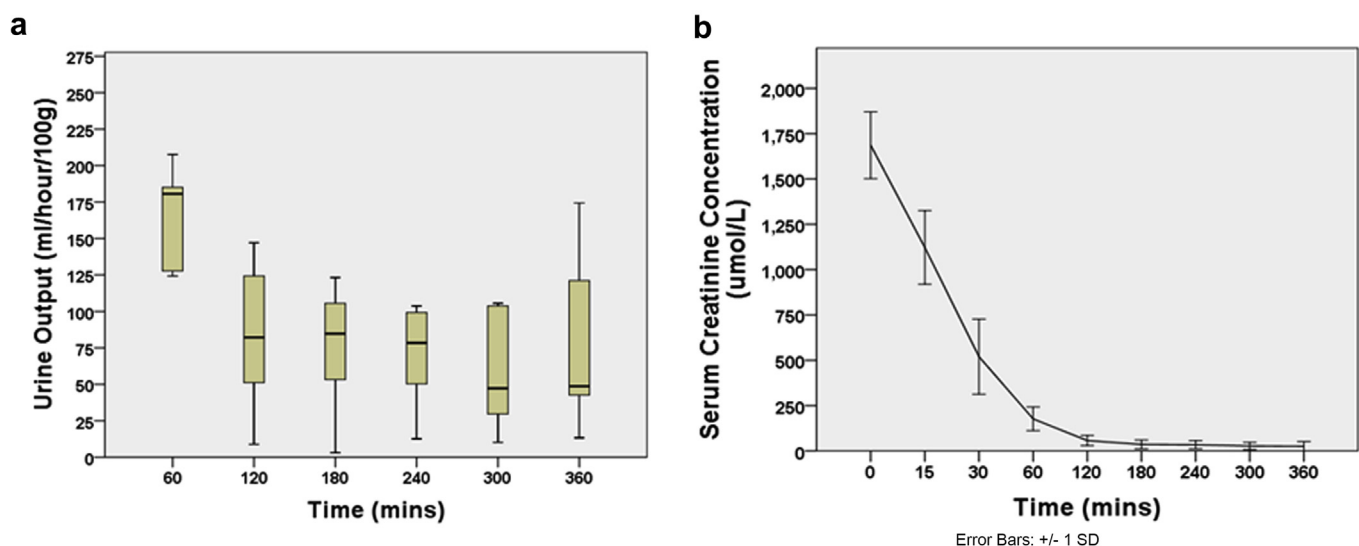 a
275
250
225
200
175
150
125
100
75
50
25
0
Urine Output (ml/hour/100g)
60 120 180 240 300 360
Time (mins)
b
2,000
1,750
1,500
1,250
1,000
750
500
250
0
Serum Creatinine Concentration
(umol/L)
0 15 30 60 120 180 240 300 360
Time (mins)
Error Bars: +/- 1 SD